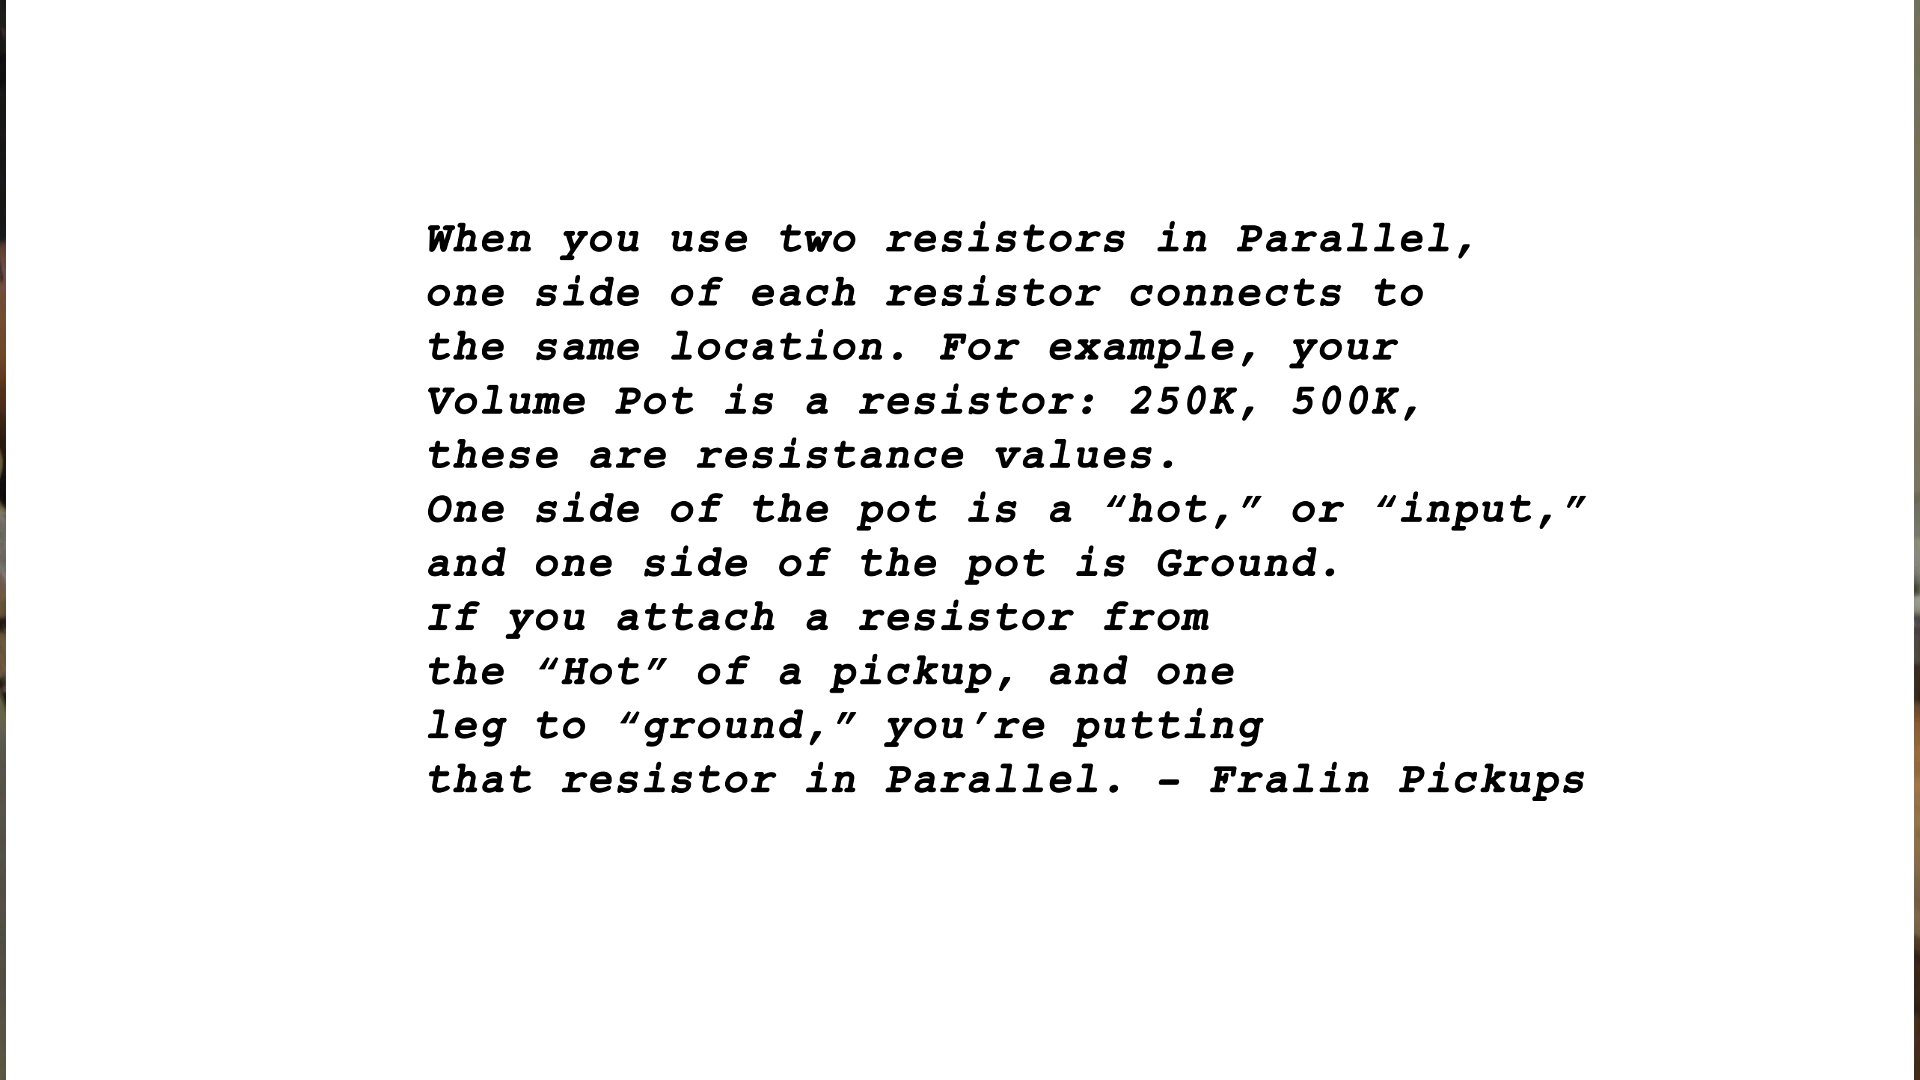 When you use two resistors in Parallel,
one side of each resistor connects to
the same location. For example, your
Volume Pot is a resistor: 250K, 500K,
these are resistance values.
One side of the pot is a “hot,” or “input,”
and one side of the pot is Ground.
If you attach a resistor from
the “Hot” of a pickup, and one
leg to “ground,” you’re putting
that resistor in Parallel. – Fralin Pickups